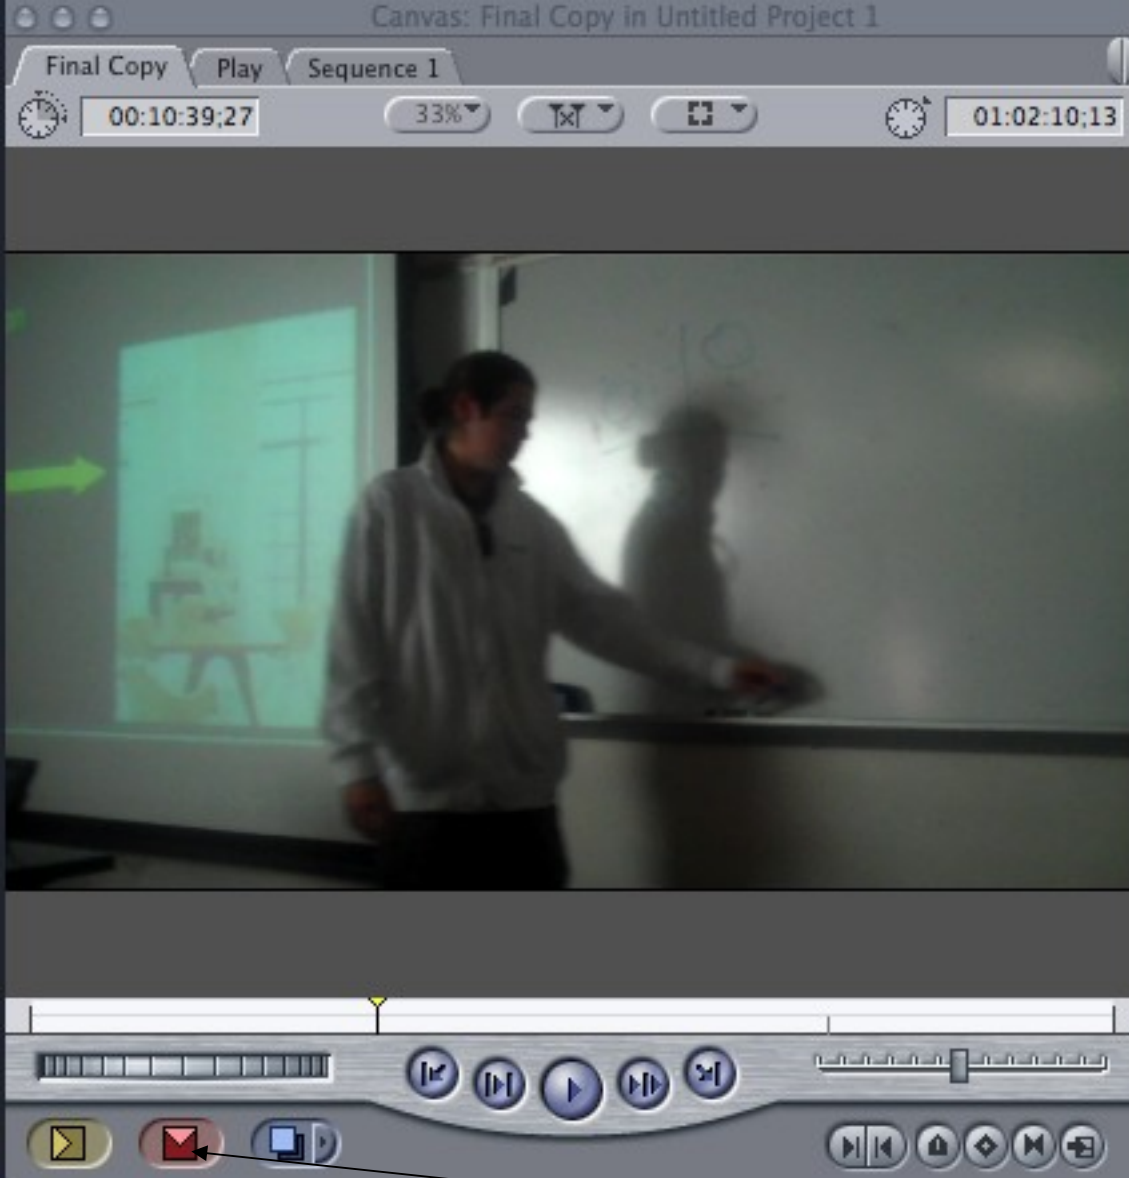 Canvas: Final Copy in Untitled Project 1
Final Copy Play Sequence 1
00:10:39;27 33% 01:02:10;13